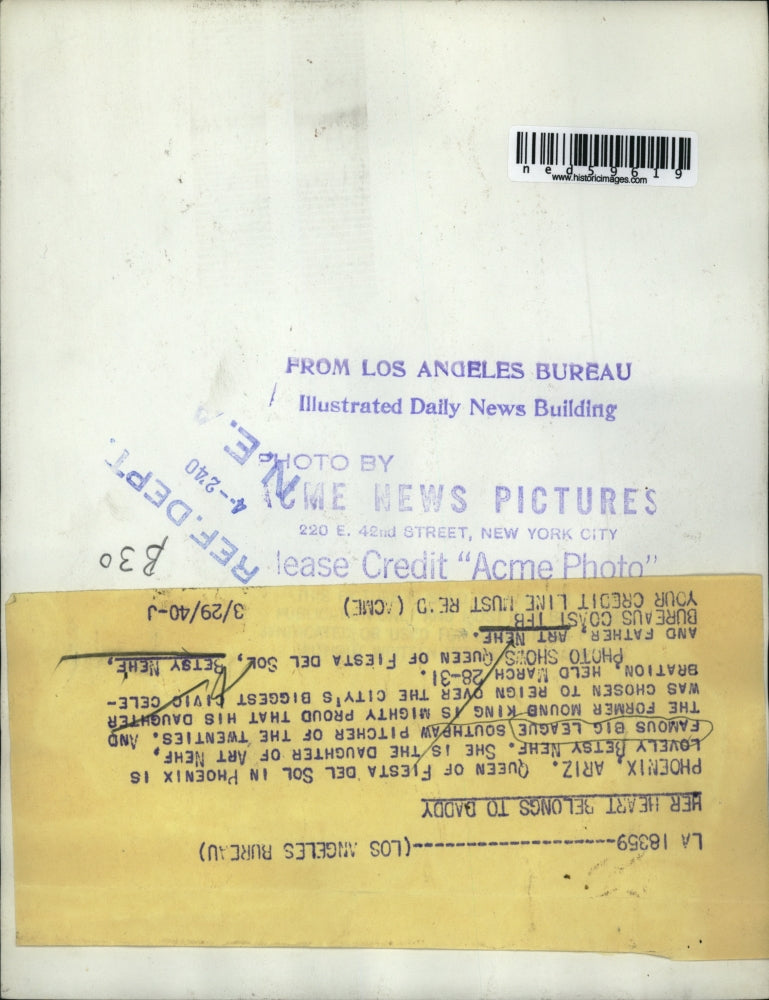 ned59619
www.historicimages.com
FROM LOS ANGELES BUREAU
Illustrated Daily News Building
N.E.A
REF. DEPT.
4--2'40
PHOTO BY
ACME NEWS PICTURES
220 E. 42nd STREET, NEW YORK CITY
lease Credit "Acme Photo"
B30
LA 18359---------------------(LOS ANGELES BUREAU)
HER HEART BELONGS TO DADDY
PHOENIX, ARIZ. QUEEN OF FIESTA DEL SOL IN PHOENIX IS
LOVELY BETSY NEHF. SHE IS THE DAUGHTER OF ART NEHF,
FAMOUS BIG LEAGUE SOUTHPAW PITCHER OF THE TWENTIES. AND
THE FORMER MOUND KING IS MIGHTY PROUD THAT HIS DAUGHTER
WAS CHOSEN TO REIGN OVER THE CITY'S BIGGEST CIVIC CELE-
BRATION, HELD MARCH 28-31.
PHOTO SHOWS QUEEN OF FIESTA DEL SOL, BETSY NEHF,
AND FATHER, ART NEHF.
BUREAUS COAST TFB
YOUR CREDIT LINE MUST RE'D (ACME) 3/29/40-J